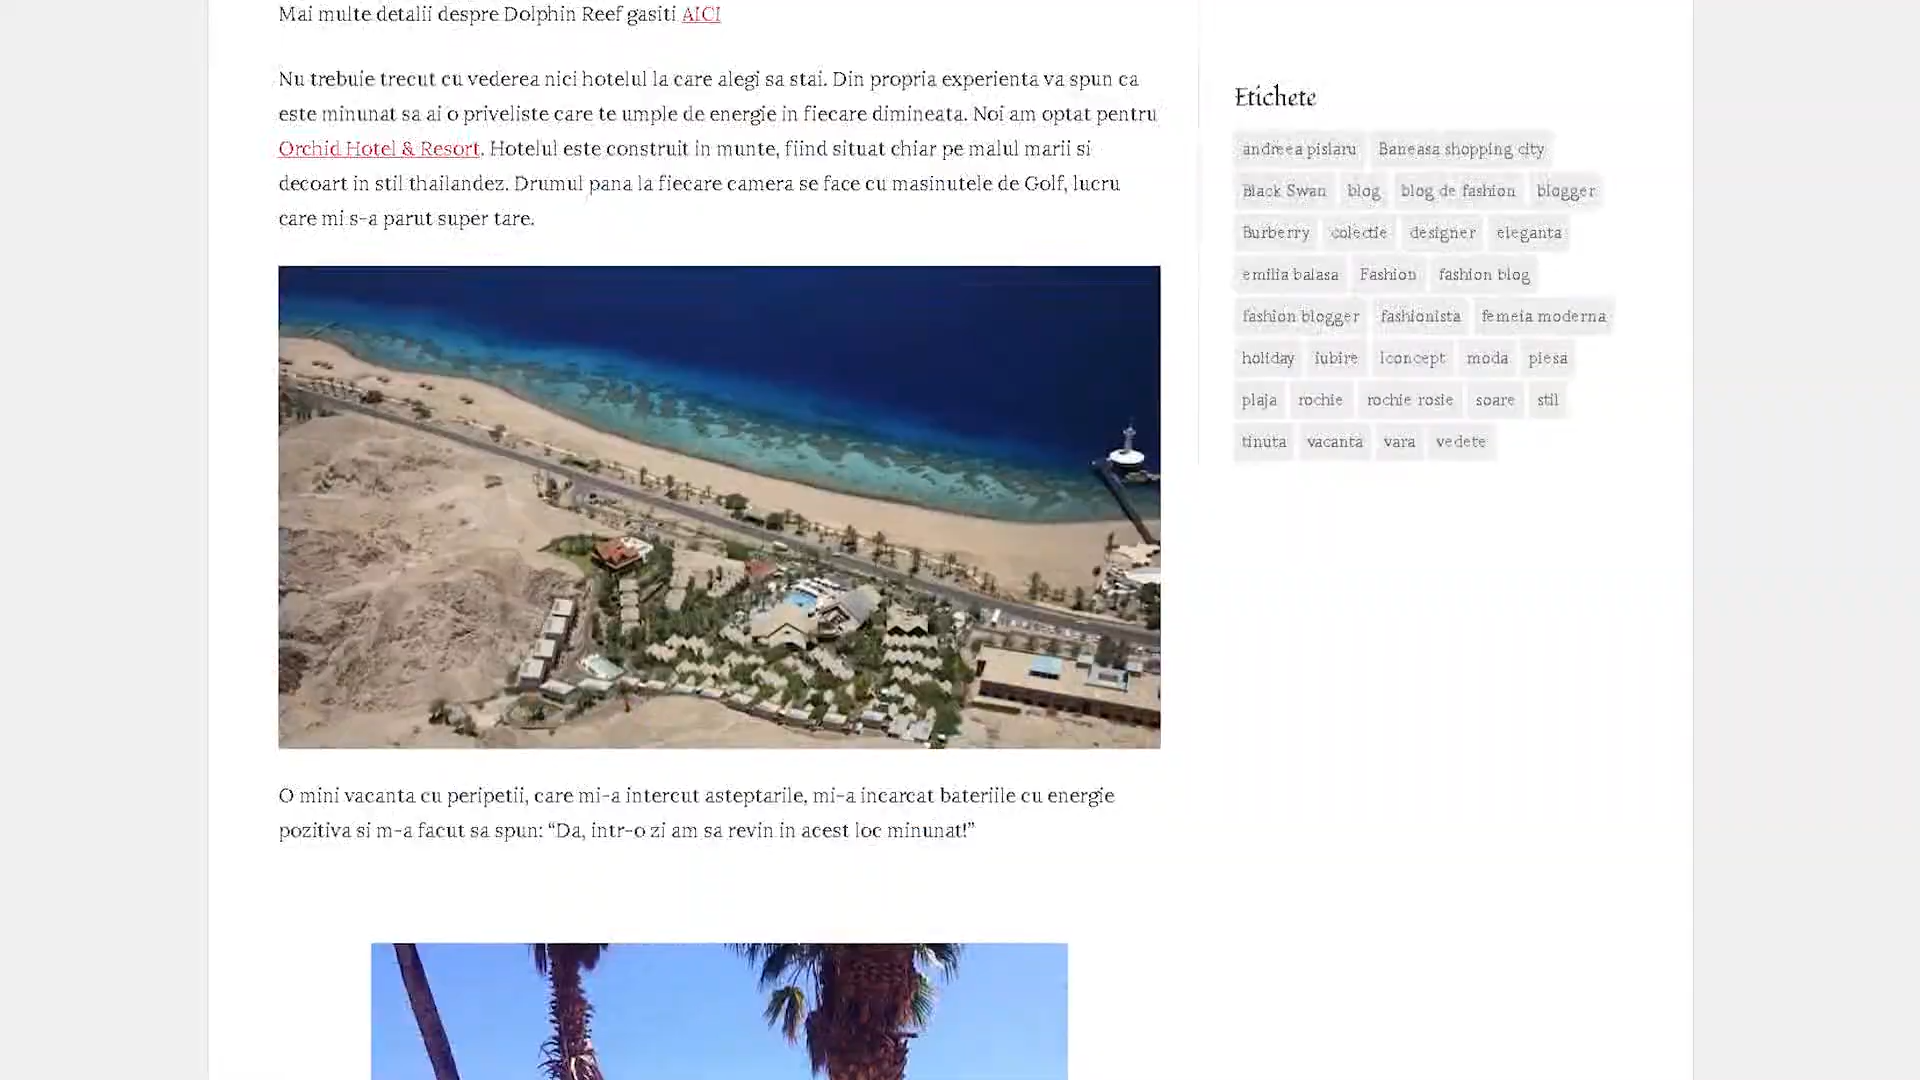 Mai multe detalii despre Dolphin Reef gasiti AICI
Nu trebuie trecut cu vederea nici hotelul la care alegi sa stai. Din propria experienta va spun ca
este minunat sa ai o priveliste care te umple de energie in fiecare dimineata. Noi am optat pentru
Orchid Hotel & Resort. Hotelul este construit in munte, fiind situat chiar pe malul marii si
decoart in stil thailandez. Drumul pana la fiecare camera se face cu masinutele de Golf, lucru
care mi s-a parut super tare.
O mini vacanta cu peripetii, care mi-a intercut asteptarile, mi-a incarcat bateriile cu energie
pozitiva si m-a facut sa spun: “Da, intr-o zi am sa revin in acest loc minunat!”
Etichete
andreea pislaru Baneasa shopping city
Black Swan blog blog de fashion blogger
Burberry colectie designer eleganta
emilia balasa Fashion fashion blog
fashion blogger fashionista femeia moderna
holiday iubire iconcept moda piesa
plaja rochie rochie rosie soare stil
tinuta vacanta vara vedete